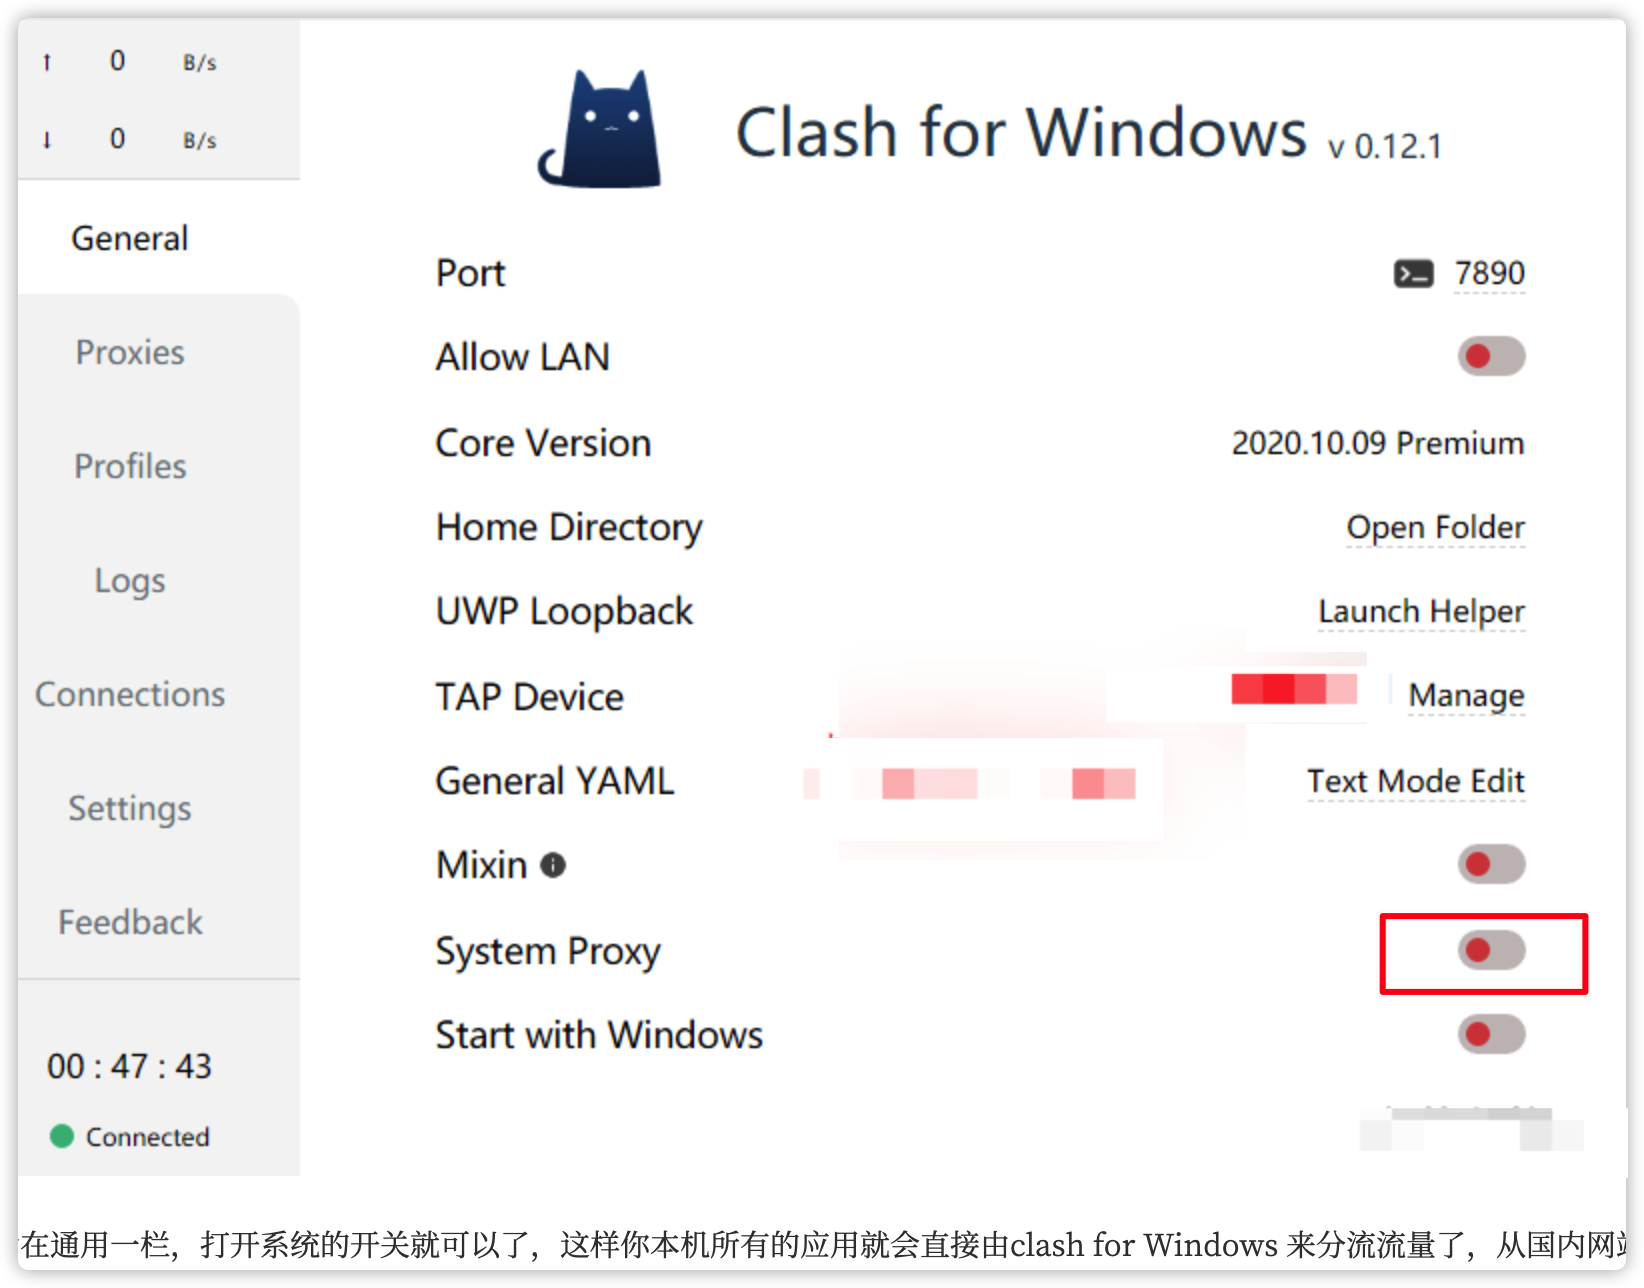 ↑ 0 B/s
↓ 0 B/s
General
Proxies
Profiles
Logs
Connections
Settings
Feedback
00 : 47 : 43
Connected
Clash for Windows v 0.12.1
Port 7890
Allow LAN
Core Version 2020.10.09 Premium
Home Directory Open Folder
UWP Loopback Launch Helper
TAP Device Manage
General YAML Text Mode Edit
Mixin
System Proxy
Start with Windows
在通用一栏，打开系统的开关就可以了，这样你本机所有的应用就会直接由clash for Windows 来分流流量了，从国内网